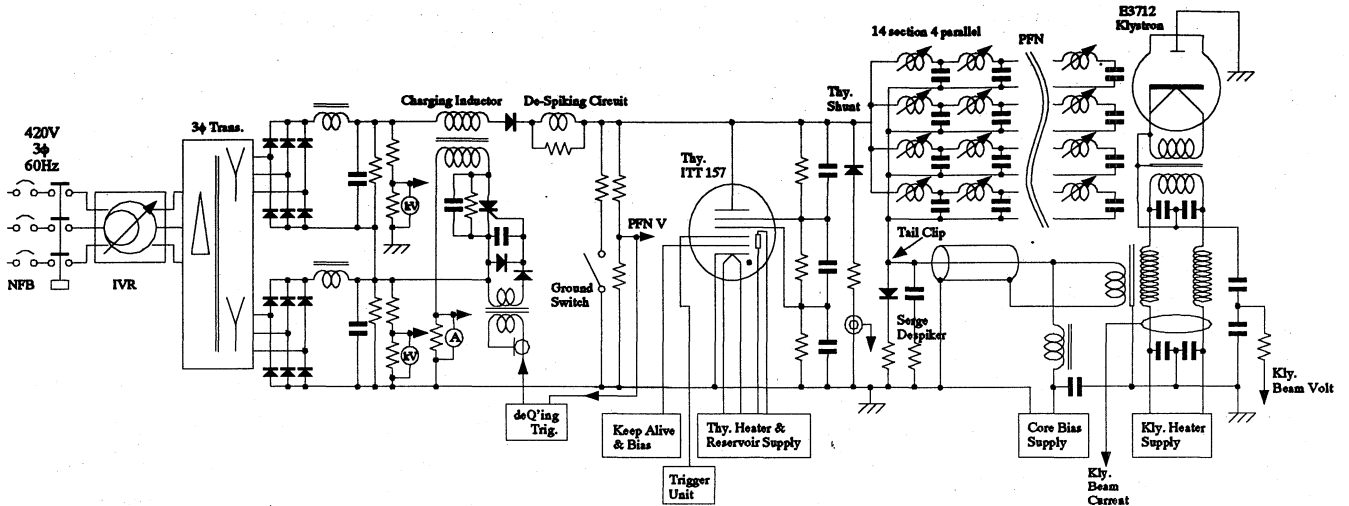 E3712
Klystron
14 section 4 parallel
PFN
Charging Inductor
De-Spiking Circuit
Thy.
Shunt
420V
3ϕ
60Hz
3ϕ Trans.
Thy.
ITT 157
kV
PFN V
Tail Clip
NFB
IVR
Ground
Switch
Serge
Despiker
kV
A
Kly.
Beam Volt
deQ'ing
Trig.
Keep Alive
& Bias
Thy. Heater &
Reservoir Supply
Core Bias
Supply
Kly. Heater
Supply
Trigger
Unit
Kly.
Beam
Current